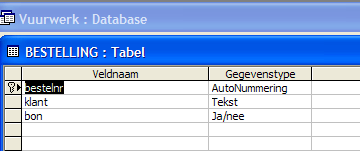 Vuurwerk : Database
BESTELLING : Tabel
Veldnaam Gegevenstype
bestelnr AutoNummering
klant Tekst
bon Ja/nee